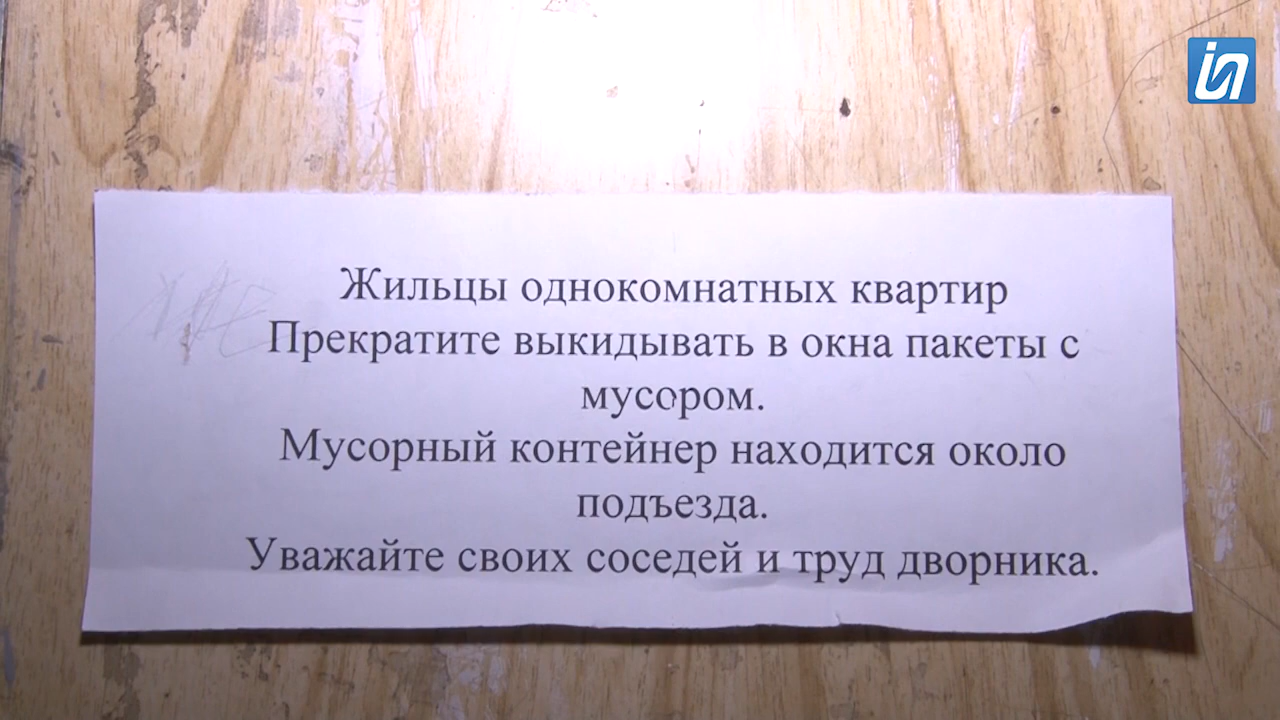 Жильцы однокомнатных квартир
Прекратите выкидывать в окна пакеты с
мусором.
Мусорный контейнер находится около
подъезда.
Уважайте своих соседей и труд дворника.